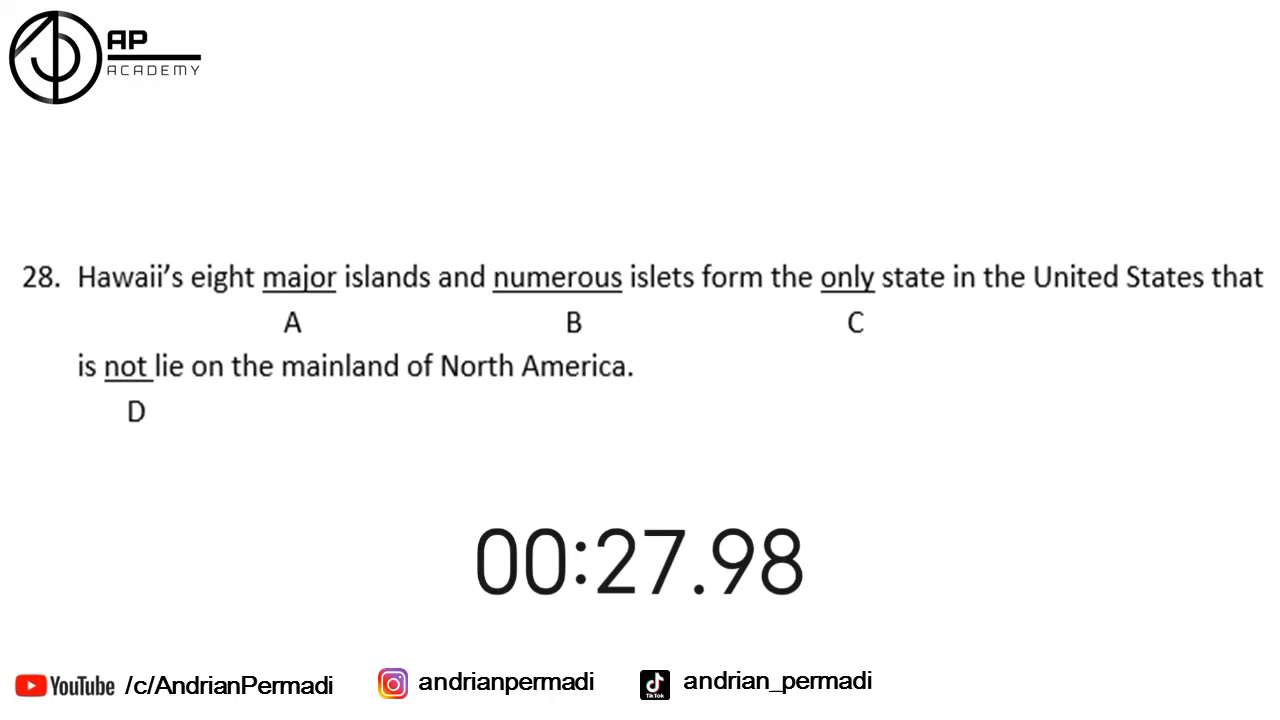 AP
ACADEMY
28. Hawaii’s eight major islands and numerous islets form the only state in the United States that
A B C
is not lie on the mainland of North America.
D
00:27.98
YouTube /c/AndrianPermadi andrianpermadi TikTok andrian_permadi